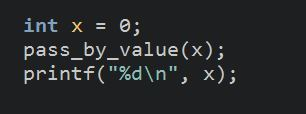 int x = 0;
pass_by_value(x);
printf("%d\n", x);